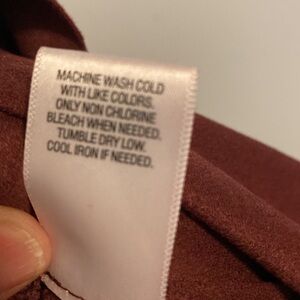 MACHINE WASH COLD
WITH LIKE COLORS.
ONLY NON CHLORINE
BLEACH WHEN NEEDED.
TUMBLE DRY LOW.
COOL IRON IF NEEDED.